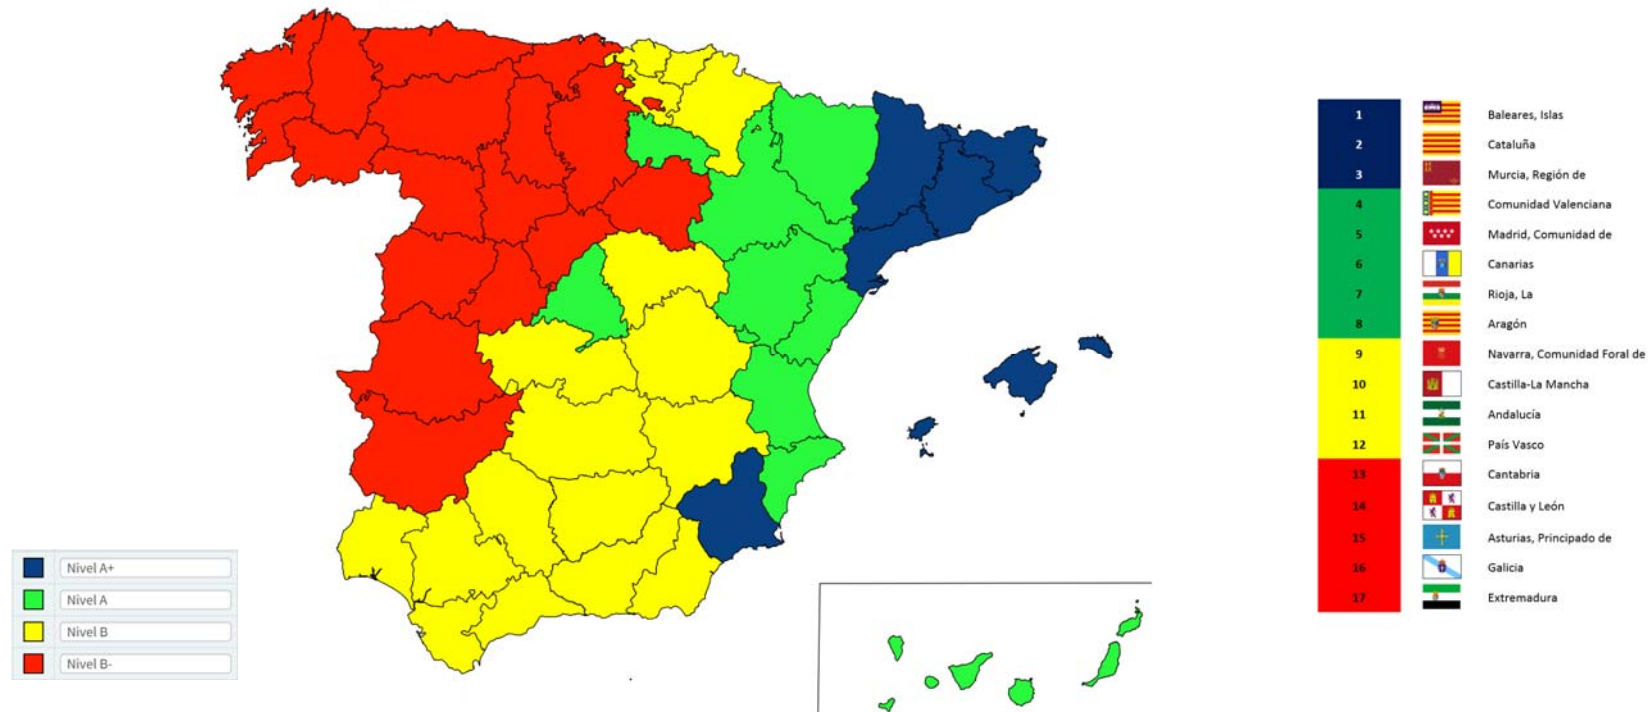 Nivel A+
Nivel A
Nivel B
Nivel B-
1 Baleares, Islas
2 Cataluña
3 Murcia, Región de
4 Comunidad Valenciana
5 Madrid, Comunidad de
6 Canarias
7 Rioja, La
8 Aragón
9 Navarra, Comunidad Foral de
10 Castilla-La Mancha
11 Andalucía
12 País Vasco
13 Cantabria
14 Castilla y León
15 Asturias, Principado de
16 Galicia
17 Extremadura